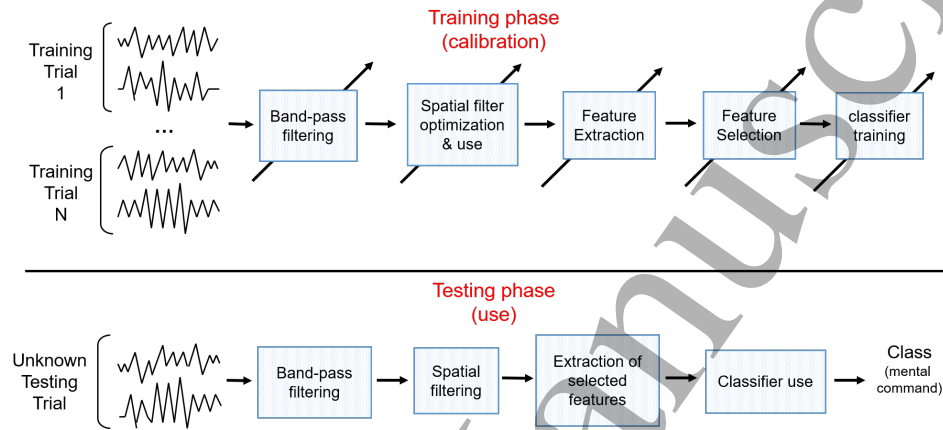 Training phase
(calibration)
Training
Trial
1
...
Training
Trial
N
Band-pass
filtering
Spatial filter
optimization
& use
Feature
Extraction
Feature
Selection
classifier
training
Testing phase
(use)
Unknown
Testing
Trial
Band-pass
filtering
Spatial
filtering
Extraction of
selected
features
Classifier use
Class
(mental
command)
anusc